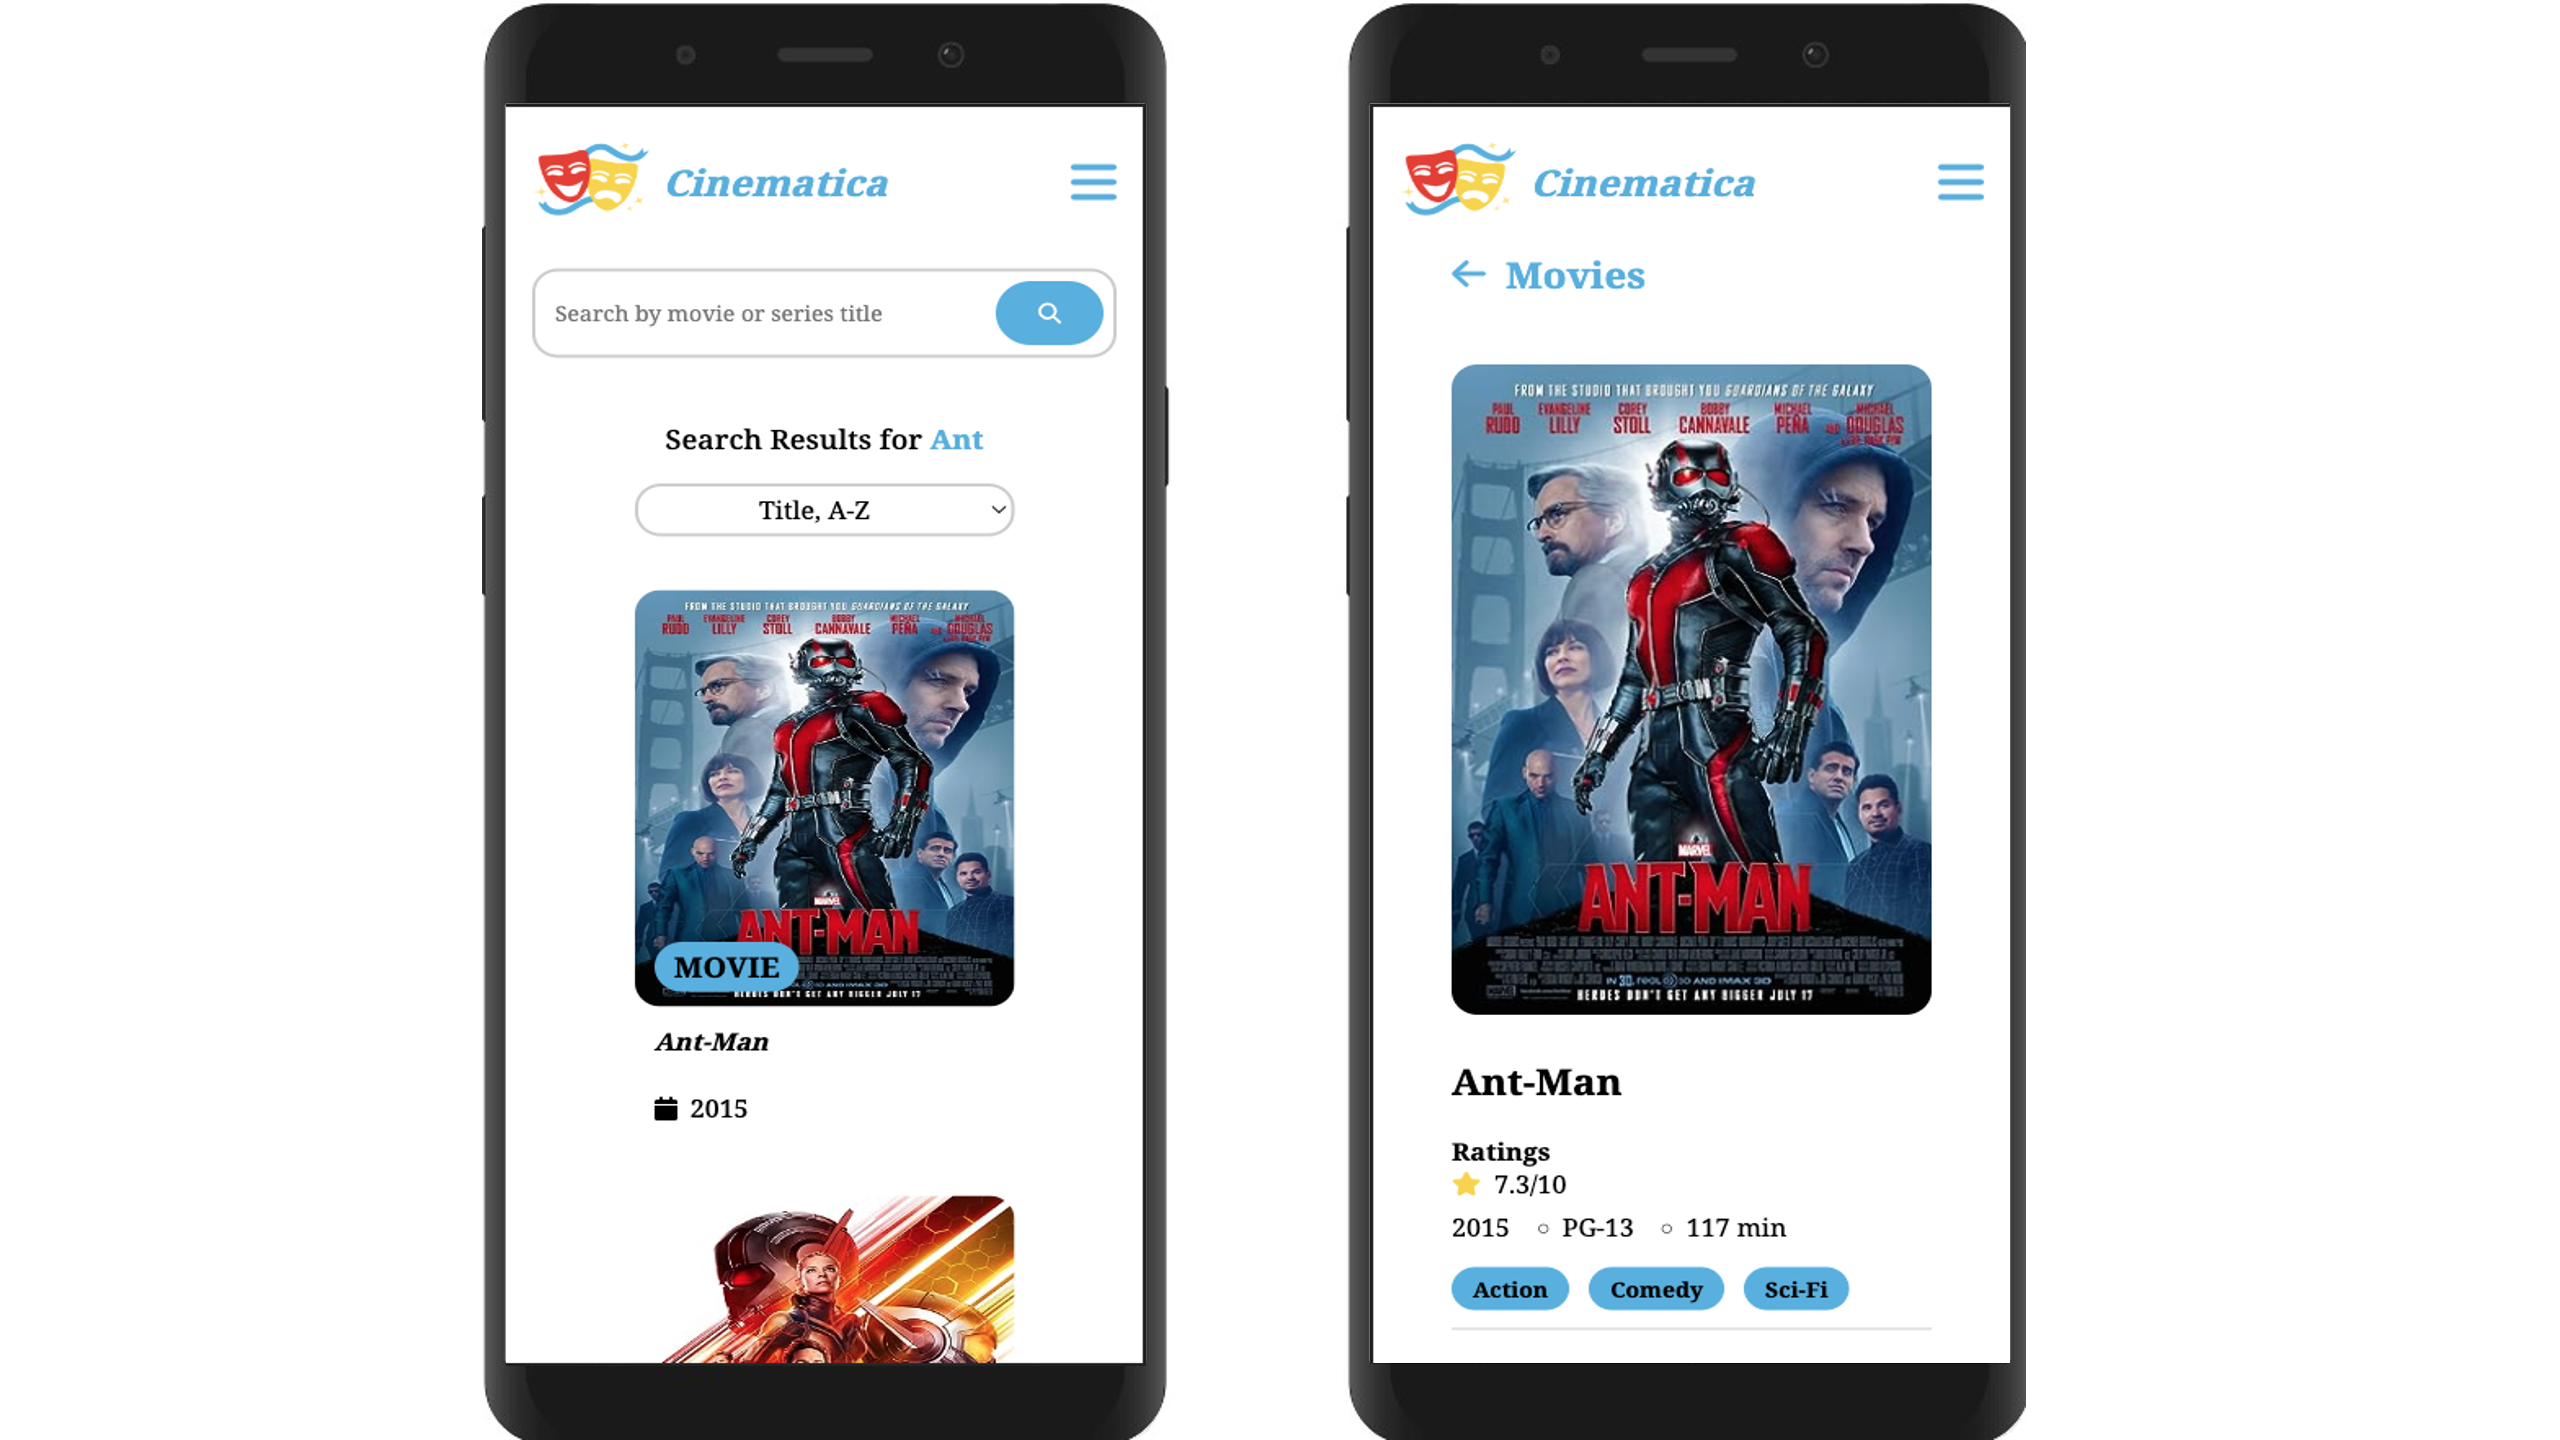 Cinematica
Search by movie or series title
Search Results for Ant
Title, A-Z
FROM THE STUDIO THAT BROUGHT YOU GUARDIANS OF THE GALAXY
PAUL RUDD EVANGELINE LILLY COREY STOLL BOBBY CANNAVALE MICHAEL PEÑA AND MICHAEL DOUGLAS
MARVEL
ANT-MAN
MOVIE
AND IMAX 3D
HEROES DON'T GET ANY BIGGER JULY 17
Ant-Man
2015
Cinematica
Movies
FROM THE STUDIO THAT BROUGHT YOU GUARDIANS OF THE GALAXY
PAUL RUDD EVANGELINE LILLY COREY STOLL BOBBY CANNAVALE MICHAEL PEÑA AND MICHAEL DOUGLAS
MARVEL
ANT-MAN
IN 3D, REAL D 3D AND IMAX 3D
HEROES DON'T GET ANY BIGGER JULY 17
Ant-Man
Ratings
7.3/10
2015 ○ PG-13 ○ 117 min
Action Comedy Sci-Fi